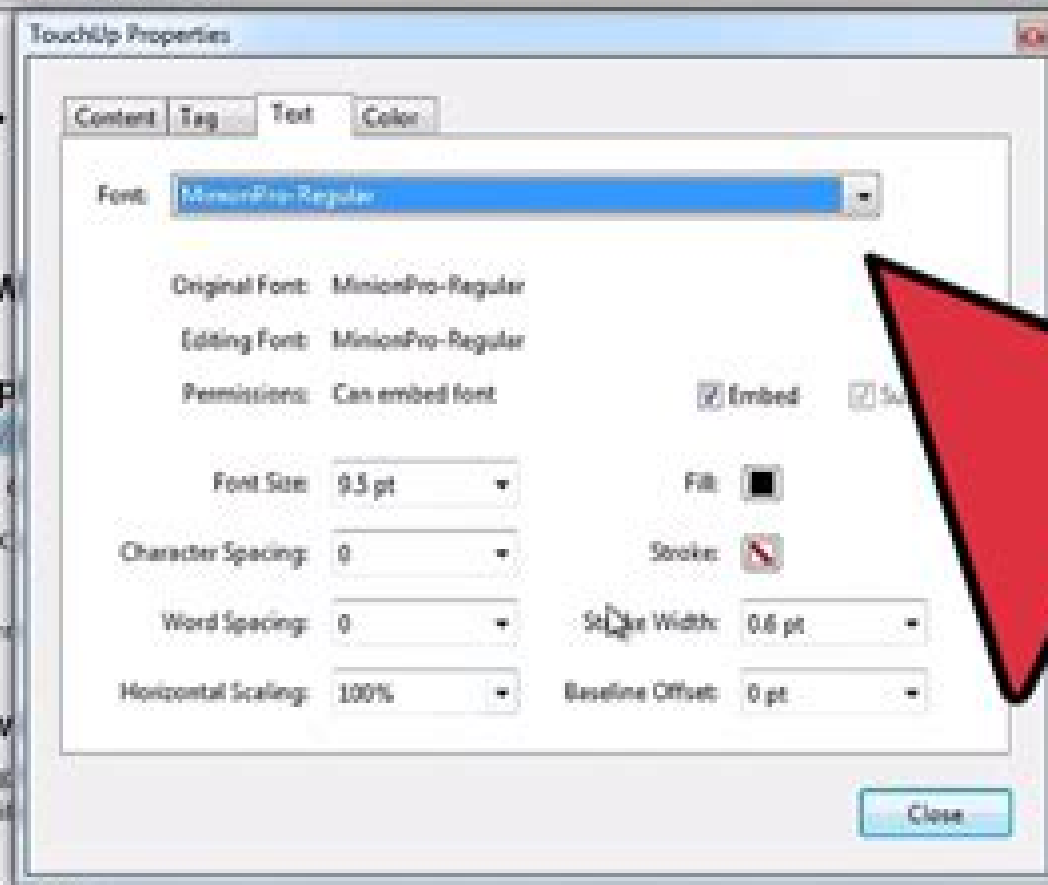 TouchUp Properties
Content Tag Text Color
Font: MinionPro-Regular
Original Font: MinionPro-Regular
Editing Font: MinionPro-Regular
Permissions: Can embed font Embed
Font Size: 9.5 pt Fill:
Character Spacing: 0 Stroke:
Word Spacing: 0 Stroke Width: 0.6 pt
Horizontal Scaling: 100% Baseline Offset: 0 pt
Close